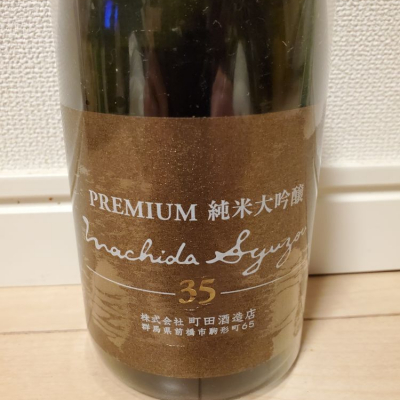 PREMIUM 純米大吟醸
Machida Syuzou
35
株式会社 町田酒造店
群馬県前橋市駒形町65